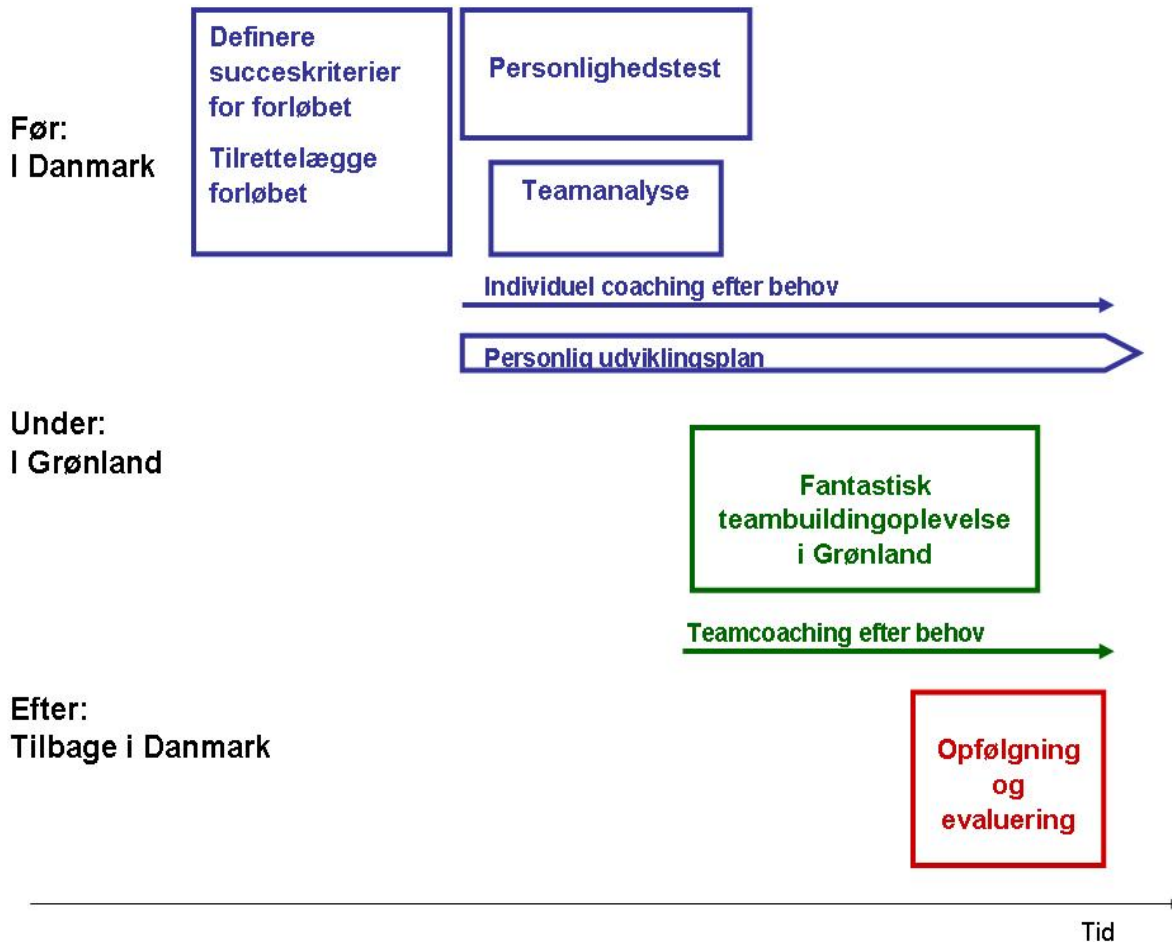 Før:
I Danmark
Definere
succeskriterier
for forløbet
Tilrettelægge
forløbet
Personlighedstest
Teamanalyse
Individuel coaching efter behov
Personlig udviklingsplan
Under:
I Grønland
Fantastisk
teambuildingoplevelse
i Grønland
Teamcoaching efter behov
Efter:
Tilbage i Danmark
Opfølgning
og
evaluering
Tid